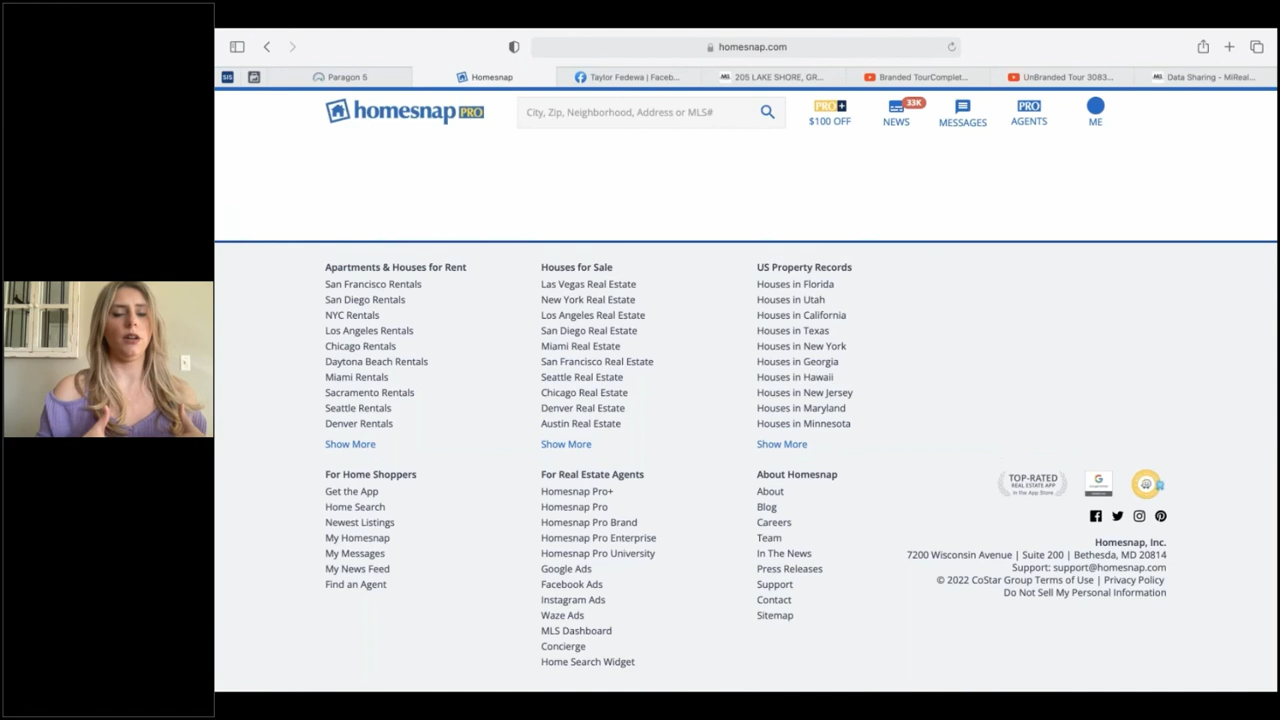 homesnap.com
SIS
Paragon 5
Homesnap
Taylor Fedewa | Faceb...
205 LAKE SHORE, GR...
Branded TourComplet...
UnBranded Tour 3083...
Data Sharing - MiReal...
homesnap PRO
City, Zip, Neighborhood, Address or MLS#
PRO+
$100 OFF
33K
NEWS
MESSAGES
PRO
AGENTS
ME
Apartments & Houses for Rent
San Francisco Rentals
San Diego Rentals
NYC Rentals
Los Angeles Rentals
Chicago Rentals
Daytona Beach Rentals
Miami Rentals
Sacramento Rentals
Seattle Rentals
Denver Rentals
Show More
Houses for Sale
Las Vegas Real Estate
New York Real Estate
Los Angeles Real Estate
San Diego Real Estate
Miami Real Estate
San Francisco Real Estate
Seattle Real Estate
Chicago Real Estate
Denver Real Estate
Austin Real Estate
Show More
US Property Records
Houses in Florida
Houses in Utah
Houses in California
Houses in Texas
Houses in New York
Houses in Georgia
Houses in Hawaii
Houses in New Jersey
Houses in Maryland
Houses in Minnesota
Show More
For Home Shoppers
Get the App
Home Search
Newest Listings
My Homesnap
My Messages
My News Feed
Find an Agent
For Real Estate Agents
Homesnap Pro+
Homesnap Pro
Homesnap Pro Brand
Homesnap Pro Enterprise
Homesnap Pro University
Google Ads
Facebook Ads
Instagram Ads
Waze Ads
MLS Dashboard
Concierge
Home Search Widget
About Homesnap
About
Blog
Careers
Team
In The News
Press Releases
Support
Contact
Sitemap
TOP-RATED
REAL ESTATE APP
in the App Store
Homesnap, Inc.
7200 Wisconsin Avenue | Suite 200 | Bethesda, MD 20814
Support: support@homesnap.com
© 2022 CoStar Group Terms of Use | Privacy Policy
Do Not Sell My Personal Information